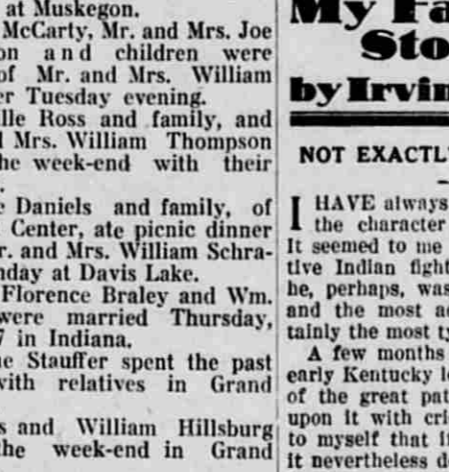 at Muskegon.
McCarty, Mr. and Mrs. Joe
and children were
of Mr. and Mrs. William
Tuesday evening.
Ross and family, and
Mrs. William Thompson
week-end with their
Daniels and family, of
Center, ate picnic dinner
and Mrs. William Schra-
at Davis Lake.
Florence Braley and Wm.
were married Thursday,
in Indiana.
Stauffer spent the past
with relatives in Grand
and William Hillsburg
the week-end in Grand
My Fa
Sto
by Irvin
NOT EXACTL
I HAVE always
the character
It seemed to me
tive Indian fight
he, perhaps, was
and the most a
tainly the most t
A few months
early Kentucky l
of the great pat
upon it with cri
to myself that i
it nevertheless d